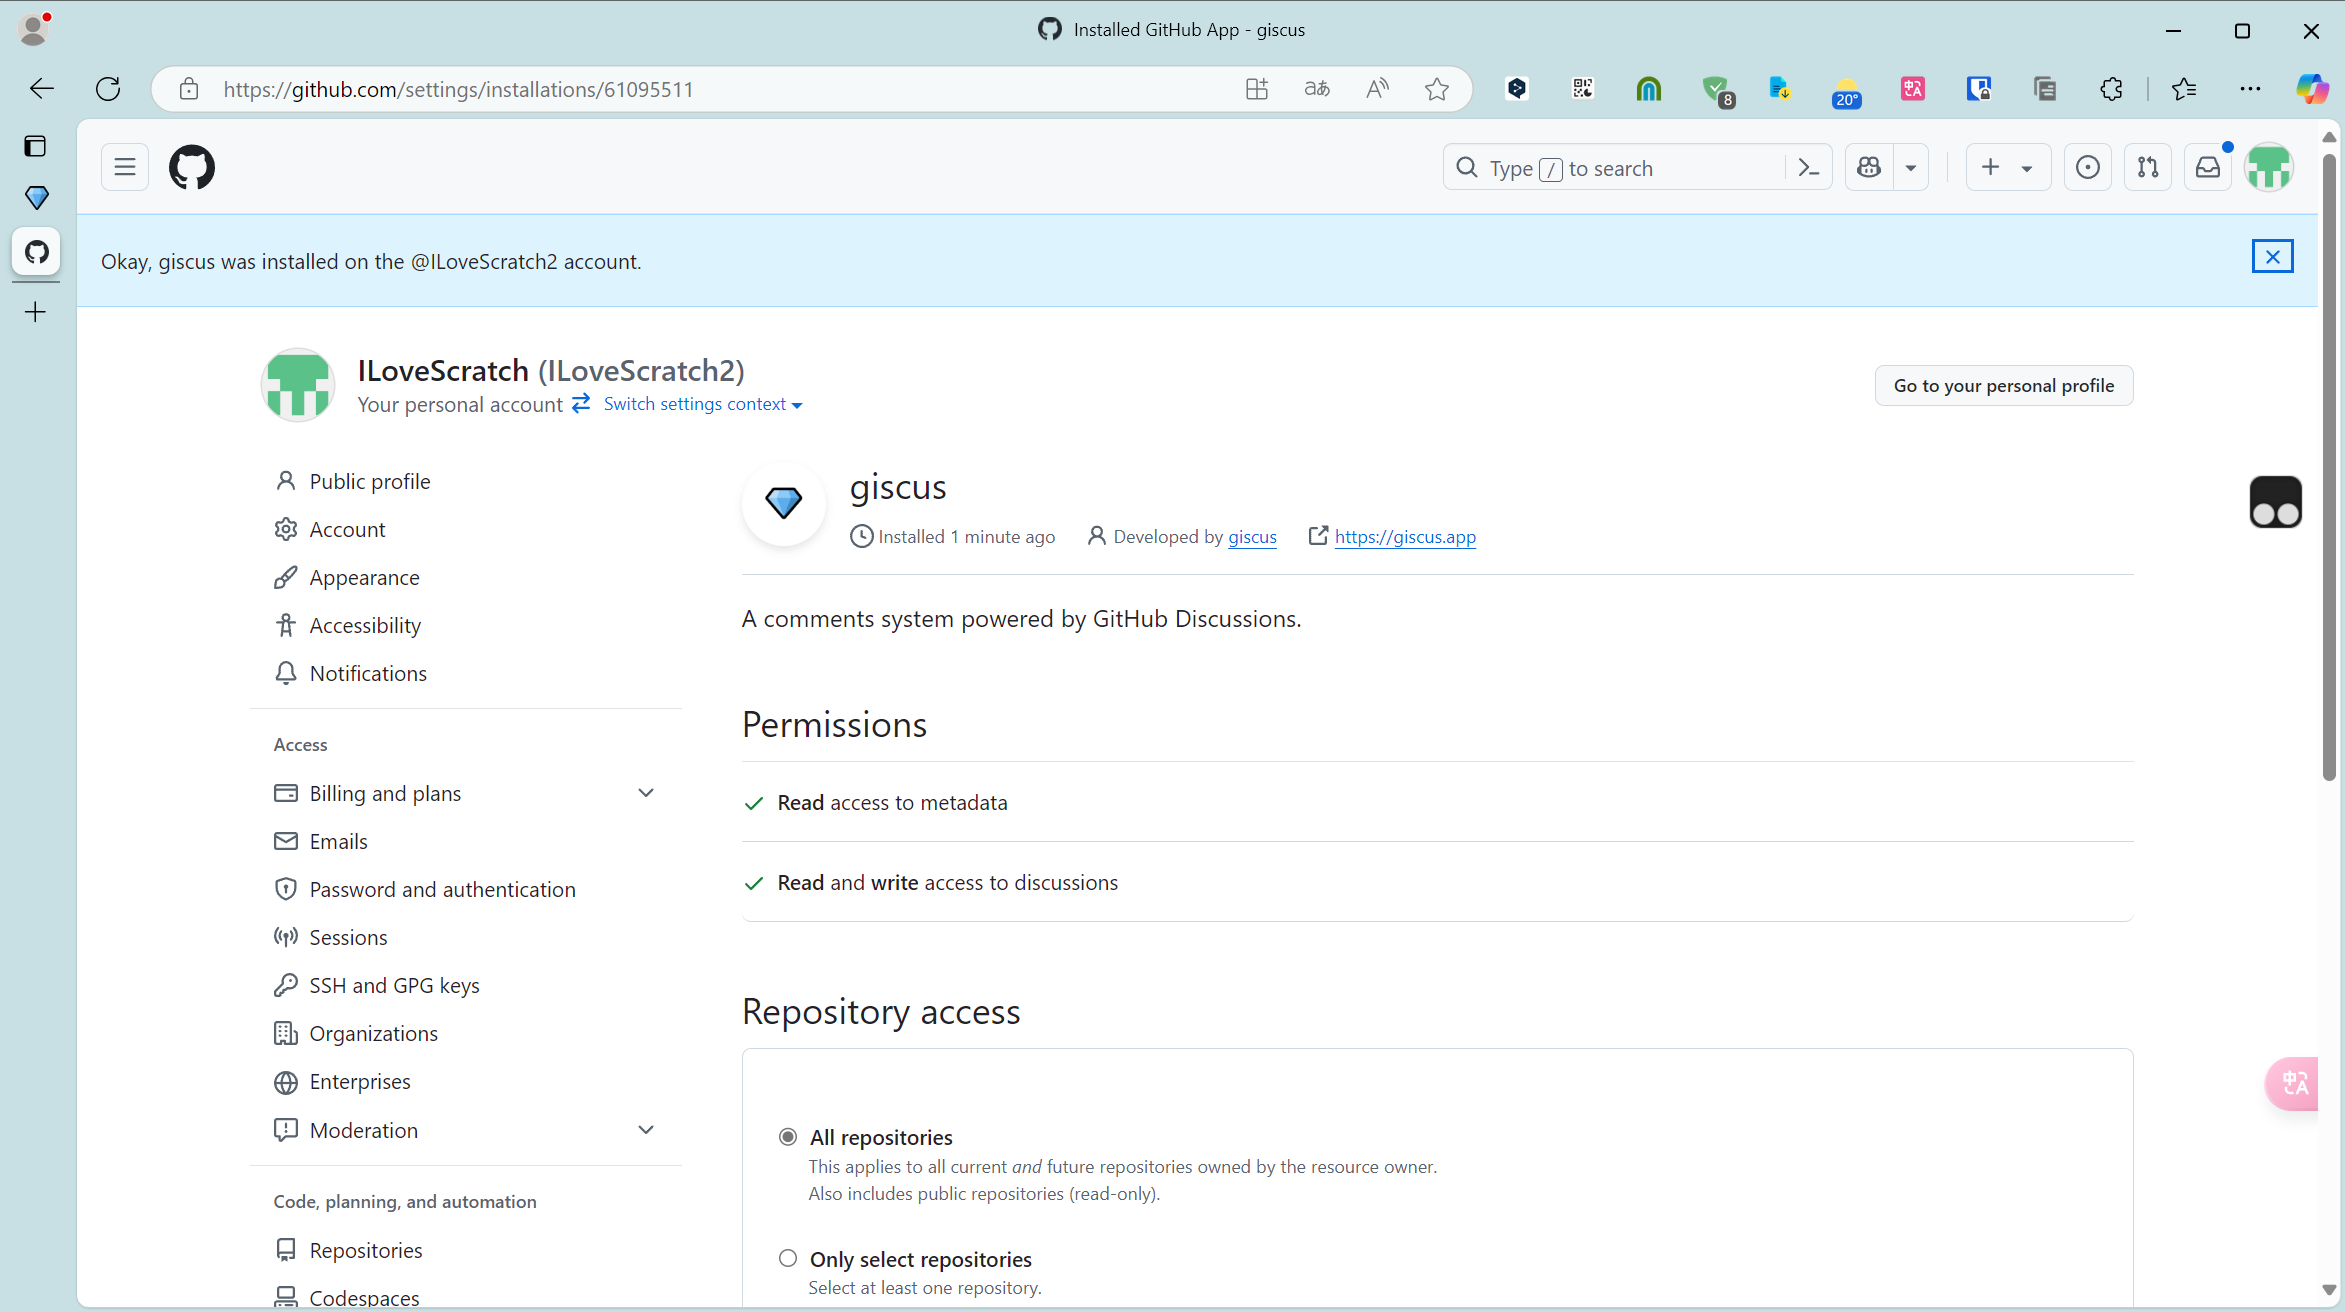 Installed GitHub App - giscus
https://github.com/settings/installations/61095511
8
20°
Type / to search
Okay, giscus was installed on the @ILoveScratch2 account.
ILoveScratch (ILoveScratch2)
Your personal account Switch settings context
Go to your personal profile
Public profile
Account
Appearance
Accessibility
Notifications
Access
Billing and plans
Emails
Password and authentication
Sessions
SSH and GPG keys
Organizations
Enterprises
Moderation
Code, planning, and automation
Repositories
Codespaces
giscus
Installed 1 minute ago Developed by giscus https://giscus.app
A comments system powered by GitHub Discussions.
Permissions
Read access to metadata
Read and write access to discussions
Repository access
All repositories
This applies to all current and future repositories owned by the resource owner.
Also includes public repositories (read-only).
Only select repositories
Select at least one repository.
中A